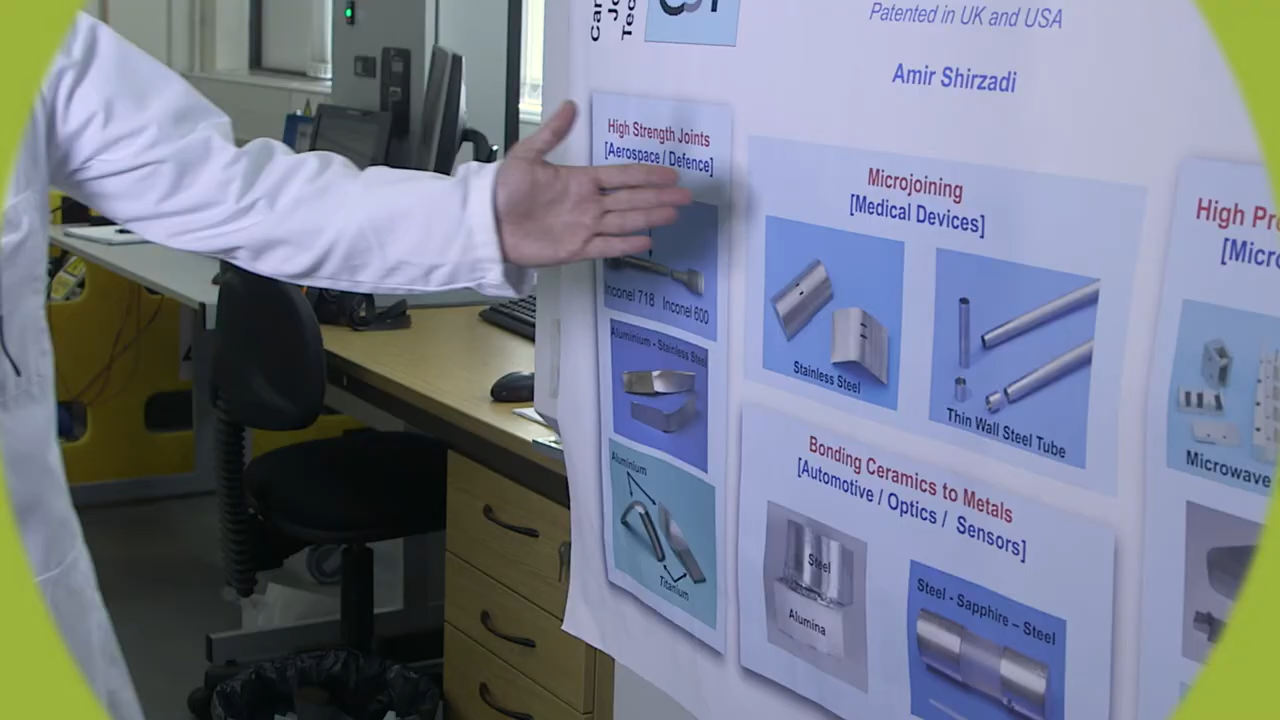 Patented in UK and USA
Amir Shirzadi
High Strength Joints
[Aerospace / Defence]
Inconel 718 Inconel 600
Aluminium - Stainless Steel
Aluminium
Titanium
Microjoining
[Medical Devices]
Stainless Steel
Thin Wall Steel Tube
Bonding Ceramics to Metals
[Automotive / Optics / Sensors]
Steel
Alumina
Steel - Sapphire – Steel
High
Microwave